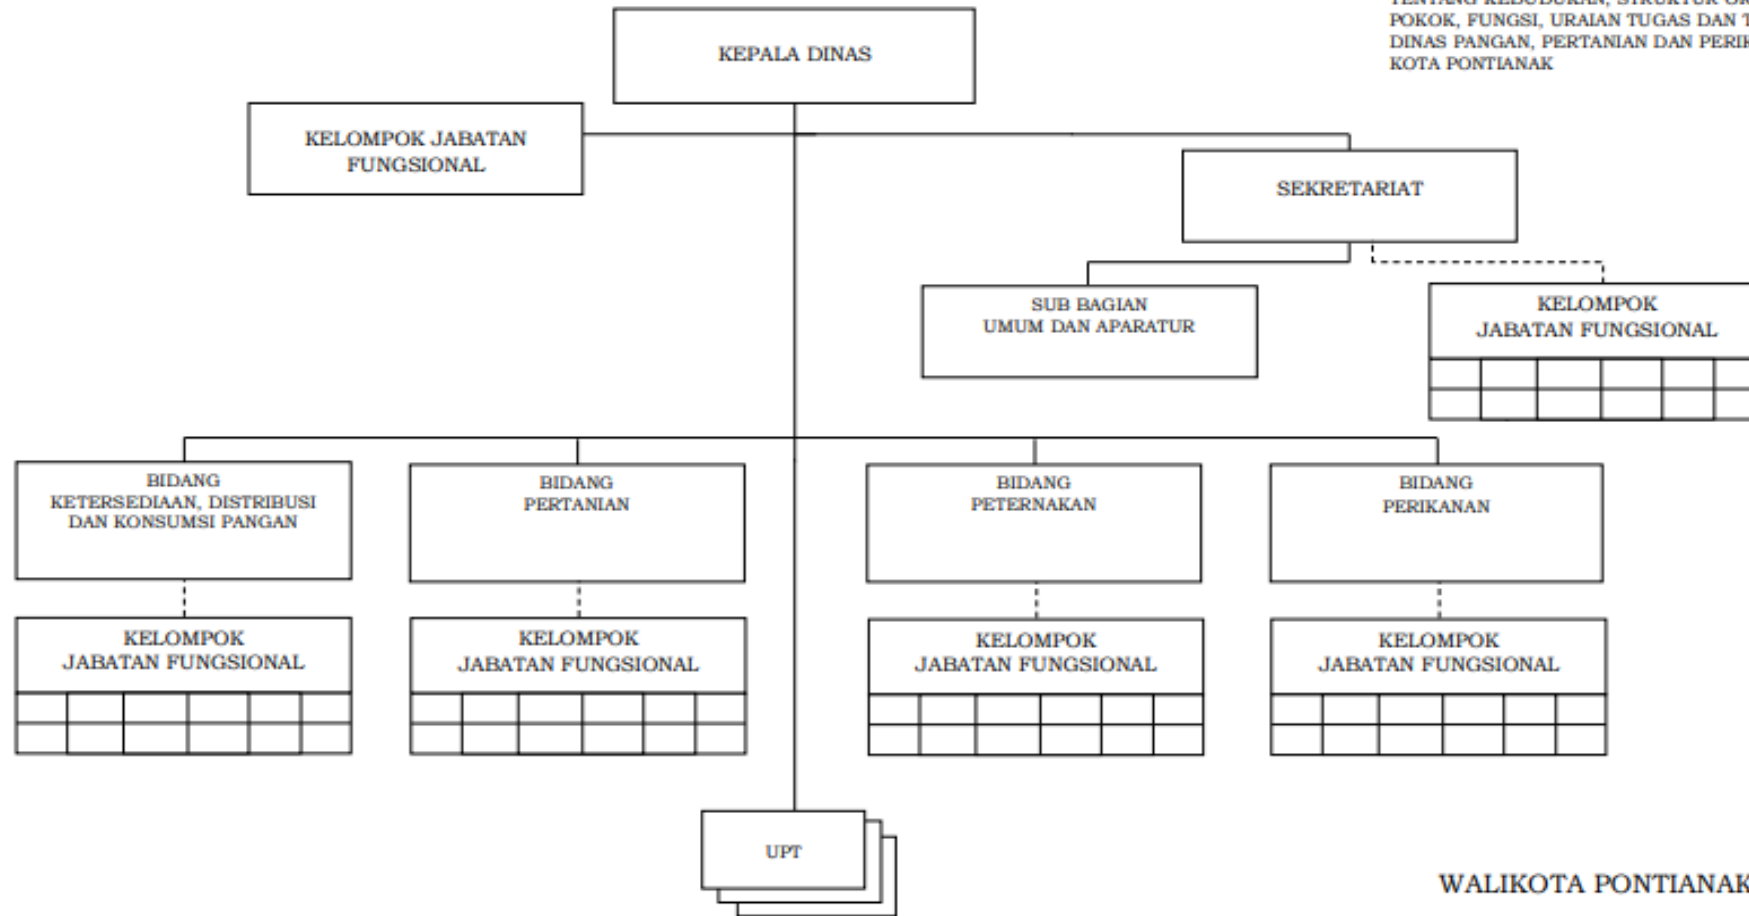 KEPALA DINAS
POKOK, FUNGSI, URAIAN TUGAS DAN
DINAS PANGAN, PERTANIAN DAN
KOTA PONTIANAK
KELOMPOK JABATAN
FUNGSIONAL
SEKRETARIAT
SUB BAGIAN
UMUM DAN APARATUR
KELOMPOK
JABATAN FUNGSIONAL
BIDANG
KETERSEDIAAN, DISTRIBUSI
DAN KONSUMSI PANGAN
BIDANG
PERTANIAN
BIDANG
PETERNAKAN
BIDANG
PERIKANAN
KELOMPOK
JABATAN FUNGSIONAL
KELOMPOK
JABATAN FUNGSIONAL
KELOMPOK
JABATAN FUNGSIONAL
KELOMPOK
JABATAN FUNGSIONAL
UPT
WALIKOTA PONTIANAK